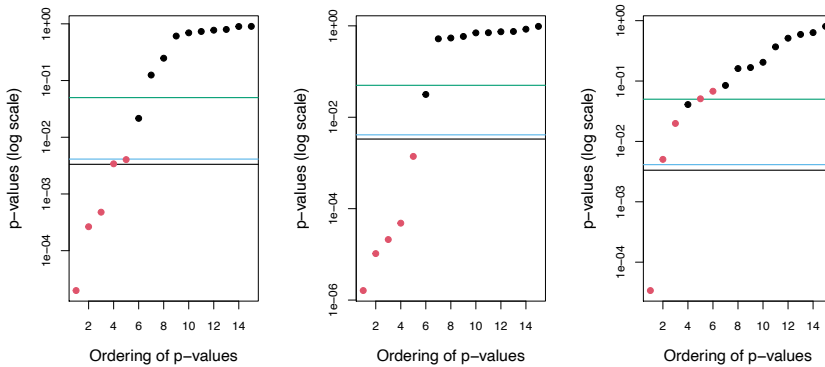 1e+00
1e-01
1e-02
1e-03
1e-04
p−values (log scale)
2 4 6 8 10 12 14
Ordering of p−values
1e+00
1e-02
1e-04
1e-06
p−values (log scale)
2 4 6 8 10 12 14
Ordering of p−values
1e+00
1e-01
1e-02
1e-03
1e-04
p−values (log scale)
2 4 6 8 10 12 14
Ordering of p−values